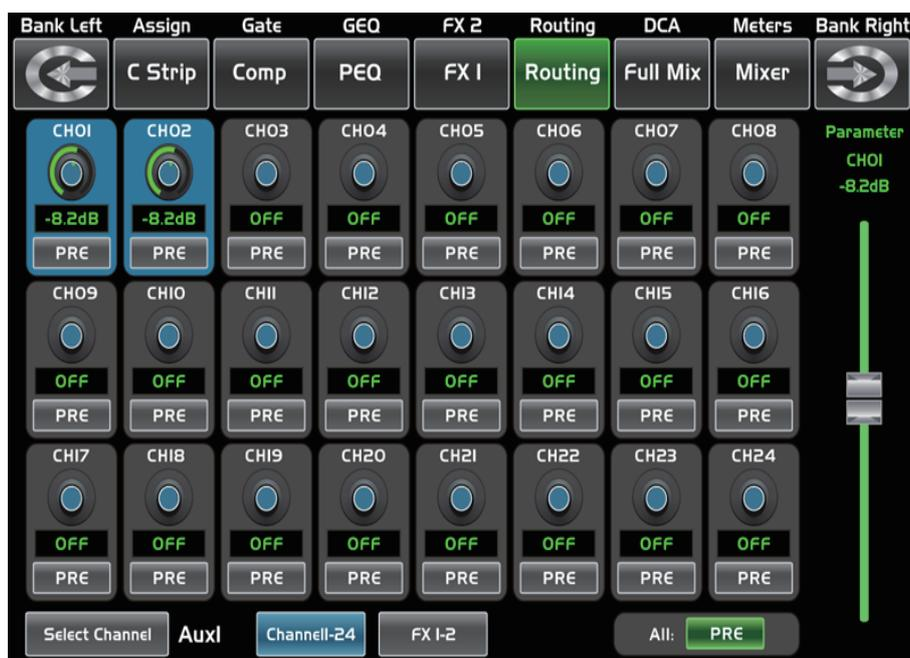 Bank Left Assign Gate GEQ FX 2 Routing DCA Meters Bank Right
C Strip Comp PEQ FX 1 Routing Full Mix Mixer
CH01 CH02 CH03 CH04 CH05 CH06 CH07 CH08 Parameter
CH01
-8.2dB -8.2dB OFF OFF OFF OFF OFF OFF -8.2dB
PRE PRE PRE PRE PRE PRE PRE PRE
CH09 CH10 CH11 CH12 CH13 CH14 CH15 CH16
OFF OFF OFF OFF OFF OFF OFF OFF
PRE PRE PRE PRE PRE PRE PRE PRE
CH17 CH18 CH19 CH20 CH21 CH22 CH23 CH24
OFF OFF OFF OFF OFF OFF OFF OFF
PRE PRE PRE PRE PRE PRE PRE PRE
Select Channel Aux1 Channel1-24 FX 1-2 All: PRE